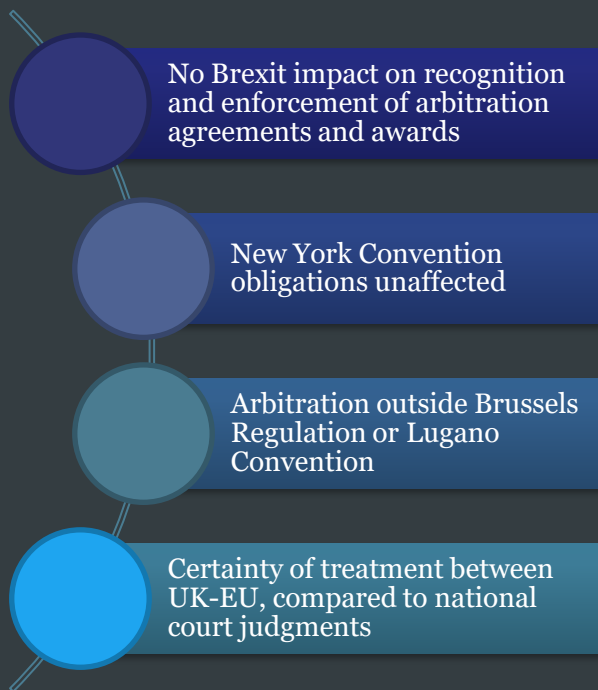 No Brexit impact on recognition
and enforcement of arbitration
agreements and awards
New York Convention
obligations unaffected
Arbitration outside Brussels
Regulation or Lugano
Convention
Certainty of treatment between
UK-EU, compared to national
court judgments